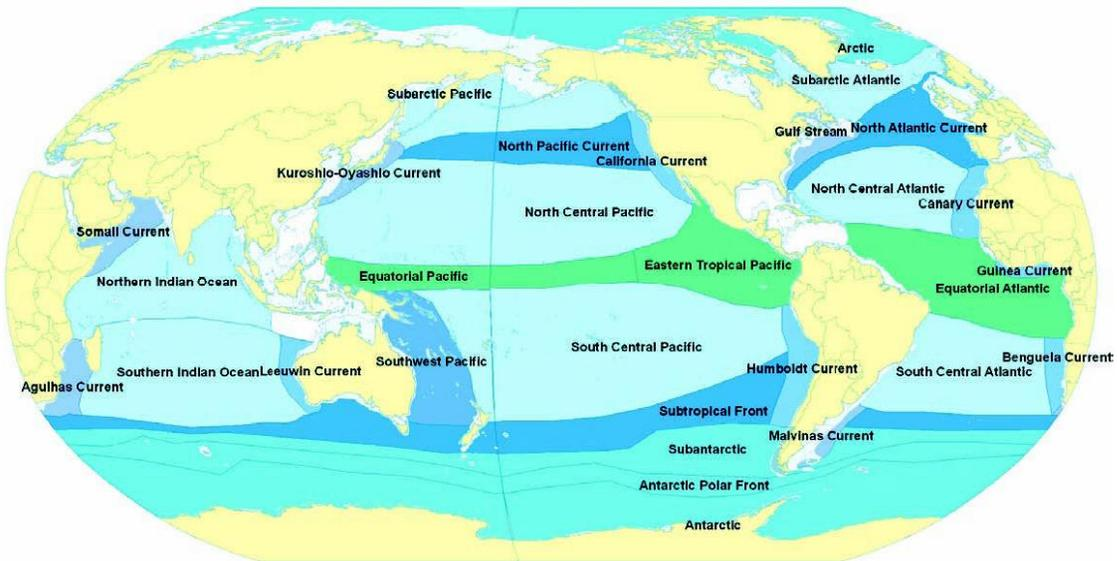 Arctic
Subarctic Atlantic
Subarctic Pacific
Gulf Stream
North Atlantic Current
North Pacific Current
California Current
Kuroshio-Oyashio Current
North Central Atlantic
Canary Current
North Central Pacific
Somali Current
Eastern Tropical Pacific
Guinea Current
Equatorial Pacific
Northern Indian Ocean
Equatorial Atlantic
South Central Pacific
Benguela Current
Southwest Pacific
Humboldt Current
Southern Indian Ocean
Leeuwin Current
South Central Atlantic
Agulhas Current
Subtropical Front
Malvinas Current
Subantarctic
Antarctic Polar Front
Antarctic